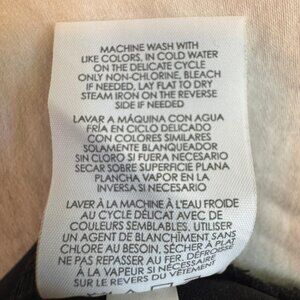 MACHINE WASH WITH
LIKE COLORS, IN COLD WATER
ON THE DELICATE CYCLE
ONLY NON-CHLORINE, BLEACH
IF NEEDED, LAY FLAT TO DRY
STEAM IRON ON THE REVERSE
SIDE IF NEEDED
LAVAR A MÁQUINA CON AGUA
FRÍA EN CICLO DELICADO
CON COLORES SIMILARES
SOLAMENTE BLANQUEADOR
SIN CLORO SI FUERA NECESARIO
SECAR SOBRE SUPERFICIE PLANA
PLANCHA VAPOR EN LA
INVERSA SI NECESARIO
LAVER À LA MACHINE À L'EAU FROIDE
AU CYCLE DÉLICAT AVEC DE
COULEURS SEMBLABLES, UTILISER
UN AGENT DE BLANCHÎMENT, SANS
CHLORE AU BESOIN, SÉCHER À PLAT
NE PAS REPASSER AU FER, DÉMODER
À LA VAPEUR SI NÉCESSAIRE
SUR LE REVERS DU VÊTEMENT